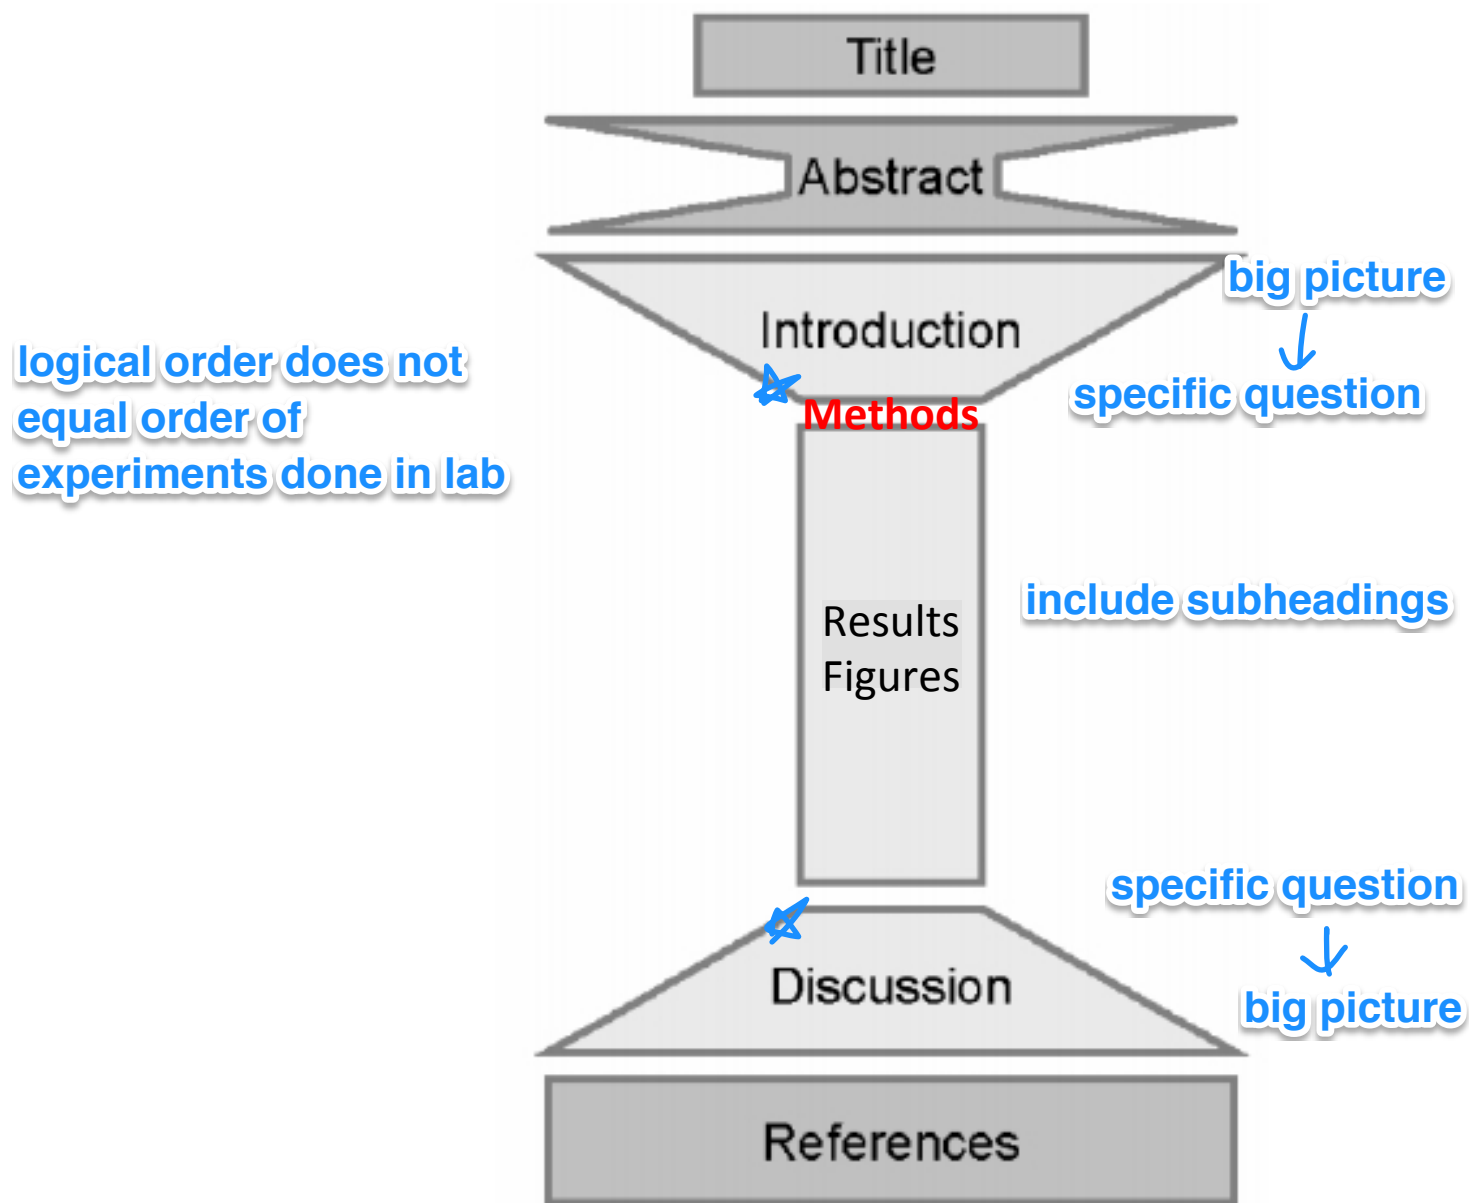 Title
Abstract
Introduction
big picture
specific question
logical order does not
equal order of
experiments done in lab
Methods
Results
Figures
include subheadings
specific question
big picture
Discussion
References